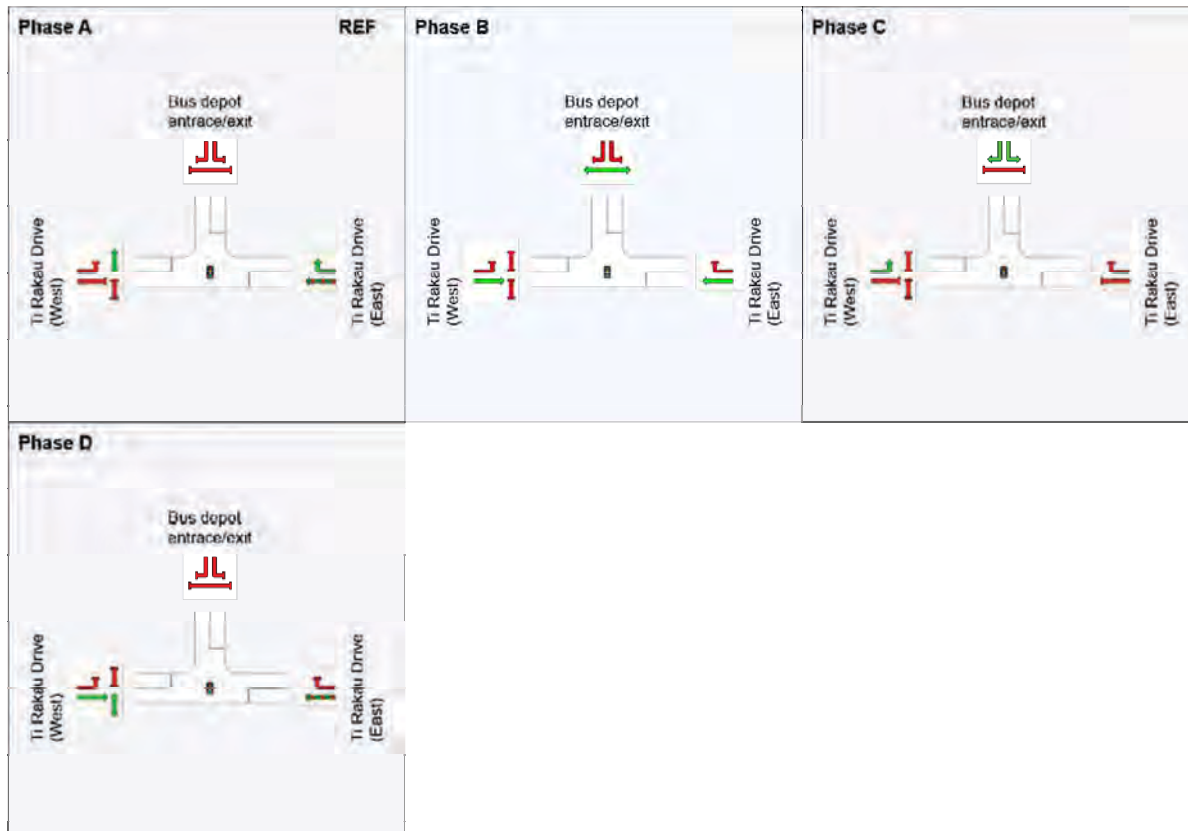 Phase A
REF
Bus depot
entrace/exit
Ti Rakau Drive
(West)
Ti Rakau Drive
(East)
Phase B
Bus depot
entrace/exit
Ti Rakau Drive
(West)
Ti Rakau Drive
(East)
Phase C
Bus depot
entrace/exit
Ti Rakau Drive
(West)
Ti Rakau Drive
(East)
Phase D
Bus depot
entrace/exit
Ti Rakau Drive
(West)
Ti Rakau Drive
(East)